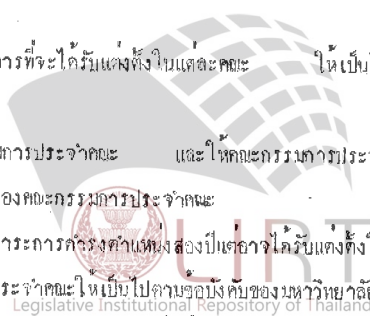 ารที่จะได้รับแต่งตั้งในแต่ละคณะ ให้เป็น
การประจำคณะ และให้คณะกรรมการประ
องคณะกรรมการประจำคณะ
าระการดำรงตำแหน่งสองปีแต่อาจได้รับแต่งตั้งใ
ระจำคณะให้เป็นไปตามข้อบังคับของมหาวิทยาลัย
LIRT
Legislative Institutional Repository of Thailand